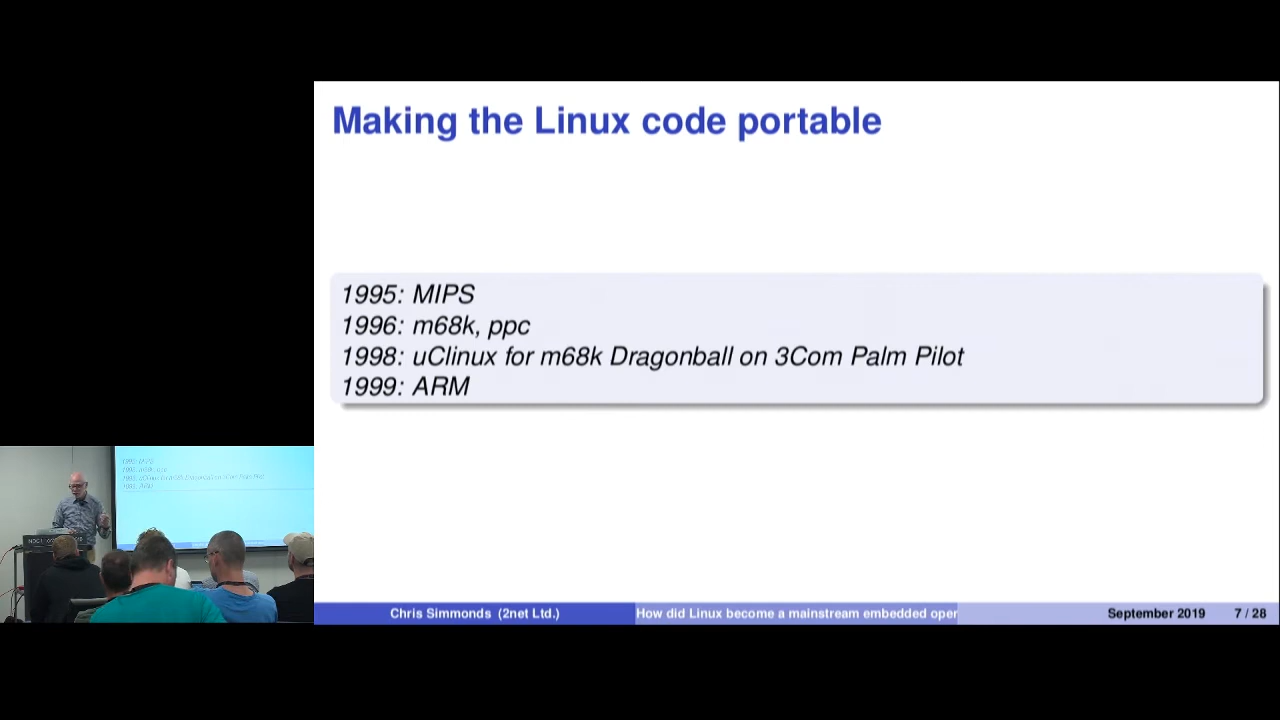 Making the Linux code portable
1995: MIPS
1996: m68k, ppc
1998: uClinux for m68k Dragonball on 3Com Palm Pilot
1999: ARM
Chris Simmonds (2net Ltd.)
How did Linux become a mainstream embedded oper
September 2019
7 / 28